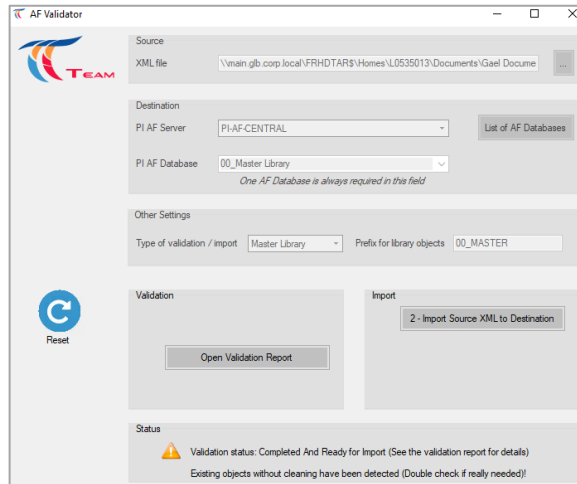 AF Validator
TEAM
Source
XML file
\\main.glb.corp.local\FRHDTAR$\Homes\L0535013\Documents\Gael Docume
...
Destination
PI AF Server
PI-AF-CENTRAL
List of AF Databases
PI AF Database
00_Master Library
One AF Database is always required in this field
Other Settings
Type of validation / import
Master Library
Prefix for library objects
00_MASTER
Validation
Import
2 - Import Source XML to Destination
Reset
Open Validation Report
Status
Validation status: Completed And Ready for Import (See the validation report for details)
Existing objects without cleaning have been detected (Double check if really needed)!